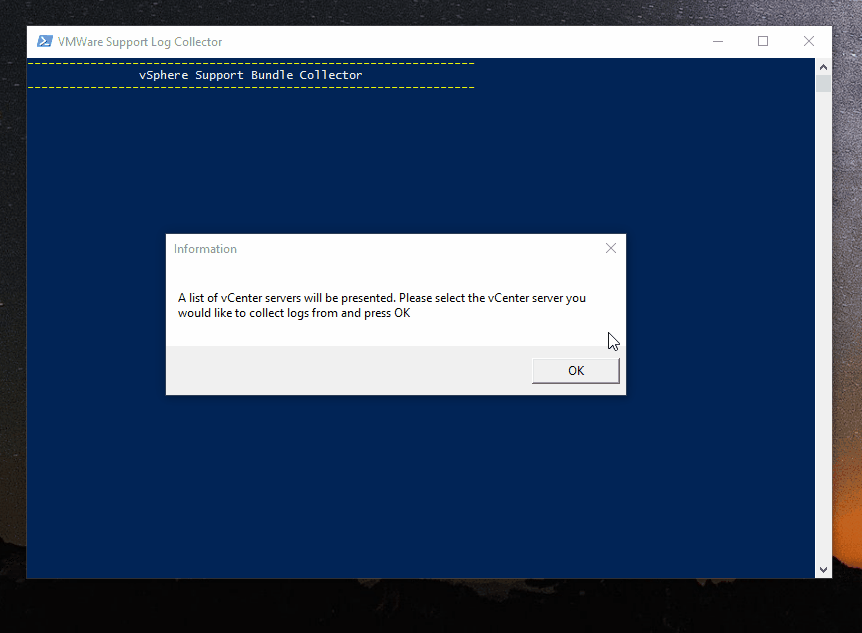 VMWare Support Log Collector
----------------------------------------------------------------
vSphere Support Bundle Collector
----------------------------------------------------------------
Information
A list of vCenter servers will be presented. Please select the vCenter server you
would like to collect logs from and press OK
OK